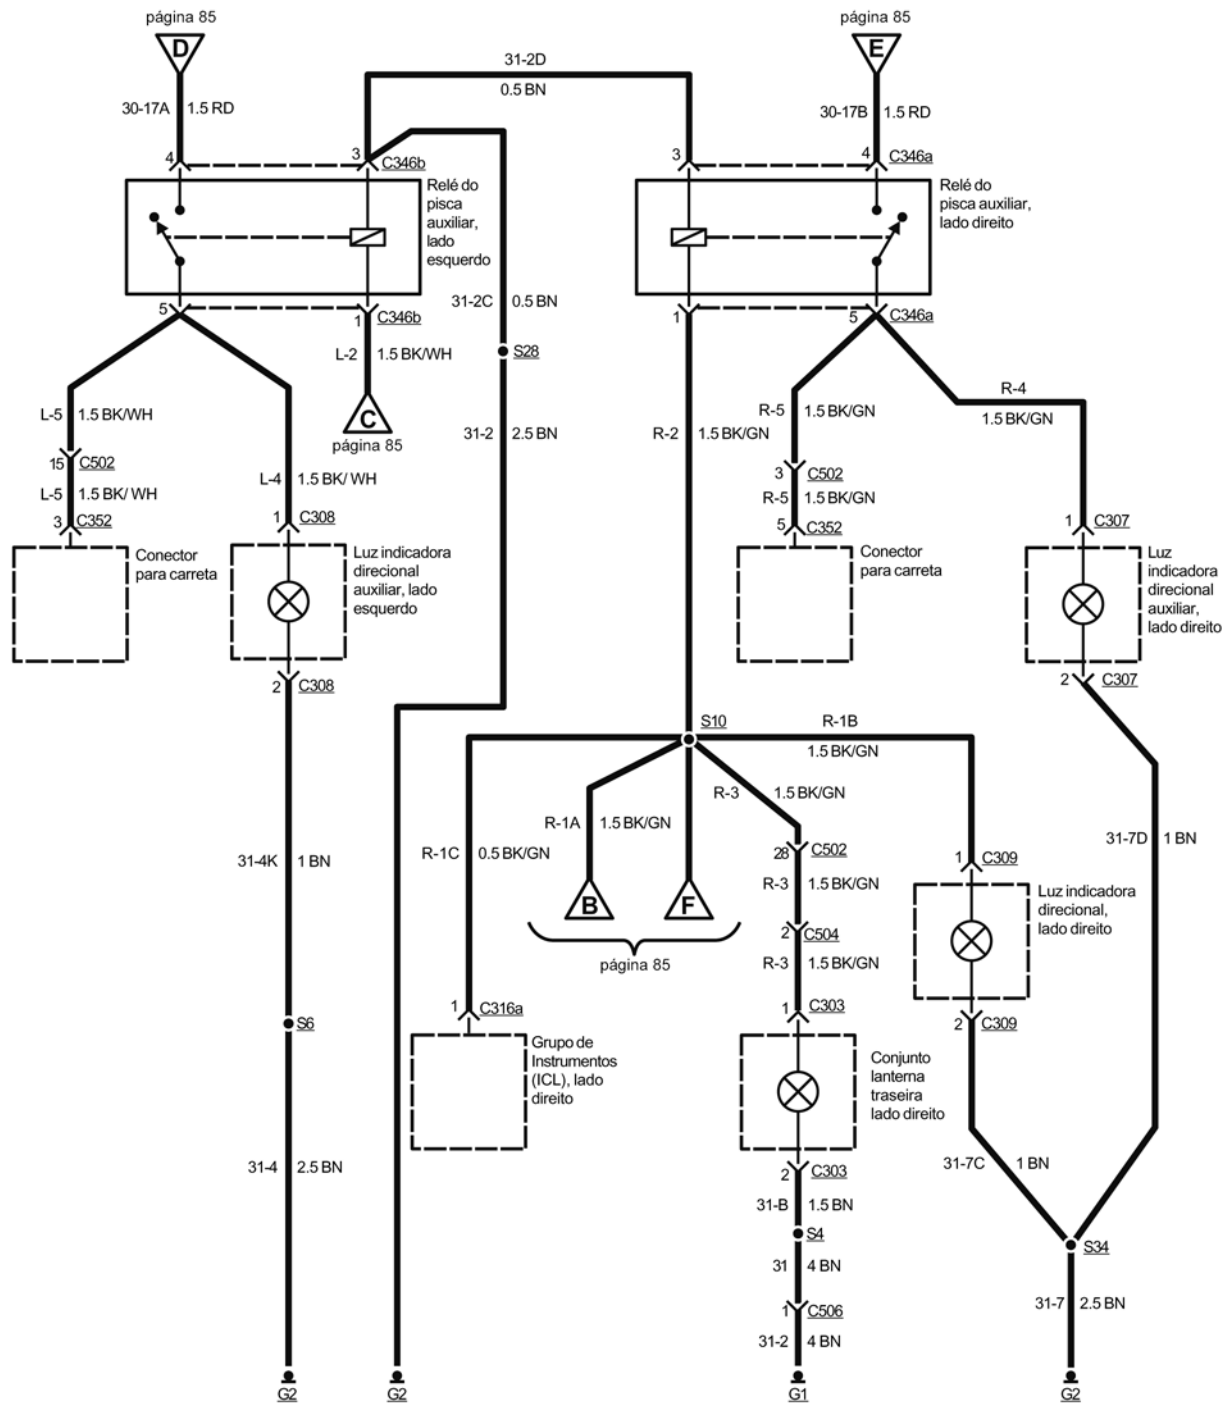 página 85
D
30-17A 1.5 RD
31-2D
0.5 BN
página 85
E
30-17B 1.5 RD
4
3 C346b
3
4 C346a
Relé do
pisca
auxiliar,
lado
esquerdo
Relé do
pisca auxiliar,
lado direito
31-2C 0.5 BN
5
1 C346b
1
5 C346a
L-2 1.5 BK/WH
S28
C
página 85
R-4
1.5 BK/GN
L-5 1.5 BK/WH
31-2 2.5 BN
R-2 1.5 BK/GN
R-5 1.5 BK/GN
15 C502
3 C502
L-5 1.5 BK/ WH
L-4 1.5 BK/ WH
R-5 1.5 BK/GN
3 C352
1 C308
5 C352
1 C307
Conector
para carreta
Luz indicadora
direcional
auxiliar, lado
esquerdo
Conector
para carreta
Luz
indicadora
direcional
auxiliar,
lado direito
2 C308
2 C307
S10
R-1B
1.5 BK/GN
R-3 1.5 BK/GN
R-1A 1.5 BK/GN
31-7D 1 BN
31-4K 1 BN
R-1C 0.5 BK/GN
28 C502
1 C309
R-3 1.5 BK/GN
B
F
Luz indicadora
direcional,
lado direito
2 C504
página 85
R-3 1.5 BK/GN
1 C316a
1 C303
S6
2 C309
Grupo de
Instrumentos
(ICL), lado
direito
Conjunto
lanterna
traseira
lado direito
31-4 2.5 BN
2 C303
31-7C 1 BN
31-B 1.5 BN
S4
S34
31 4 BN
1 C506
31-7 2.5 BN
31-2 4 BN
G2
G2
G1
G2